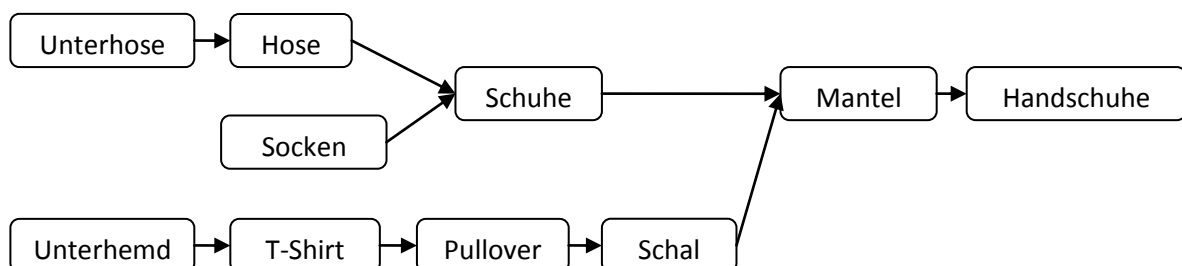 Unterhose
Hose
Schuhe
Mantel
Handschuhe
Socken
Unterhemd
T-Shirt
Pullover
Schal